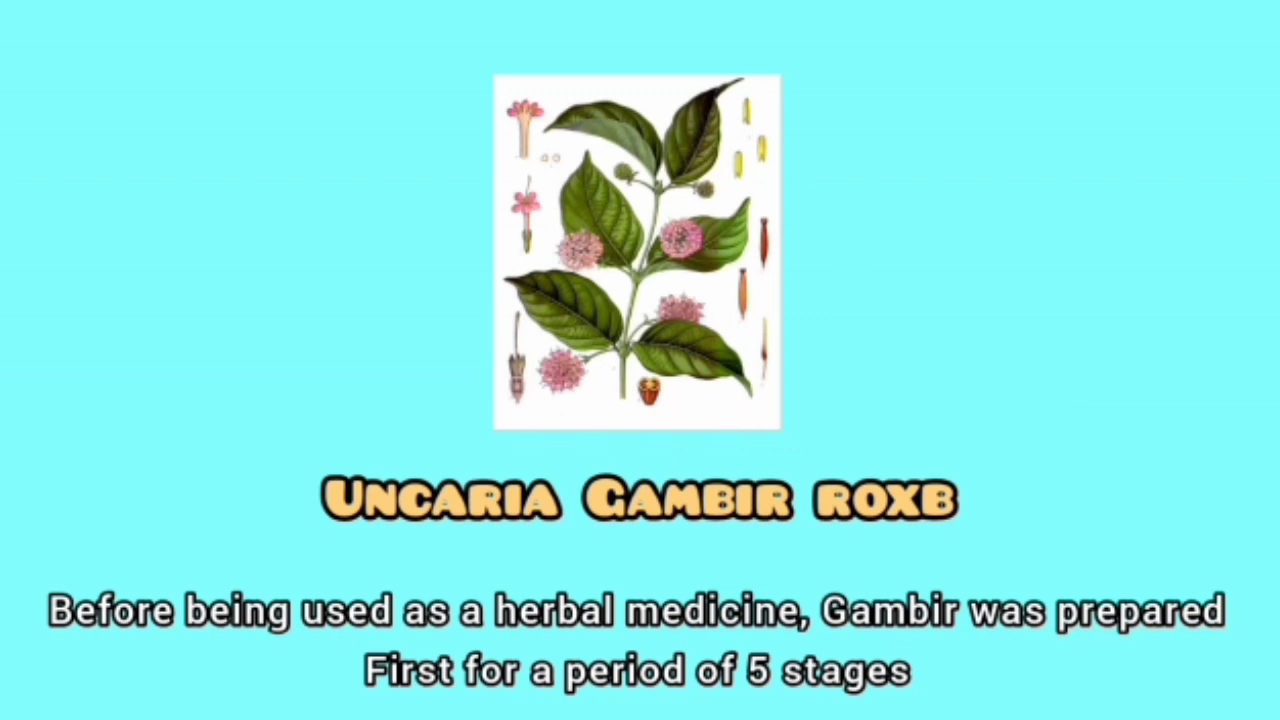 Uncaria Gambir roxb
Before being used as a herbal medicine, Gambir was prepared
First for a period of 5 stages